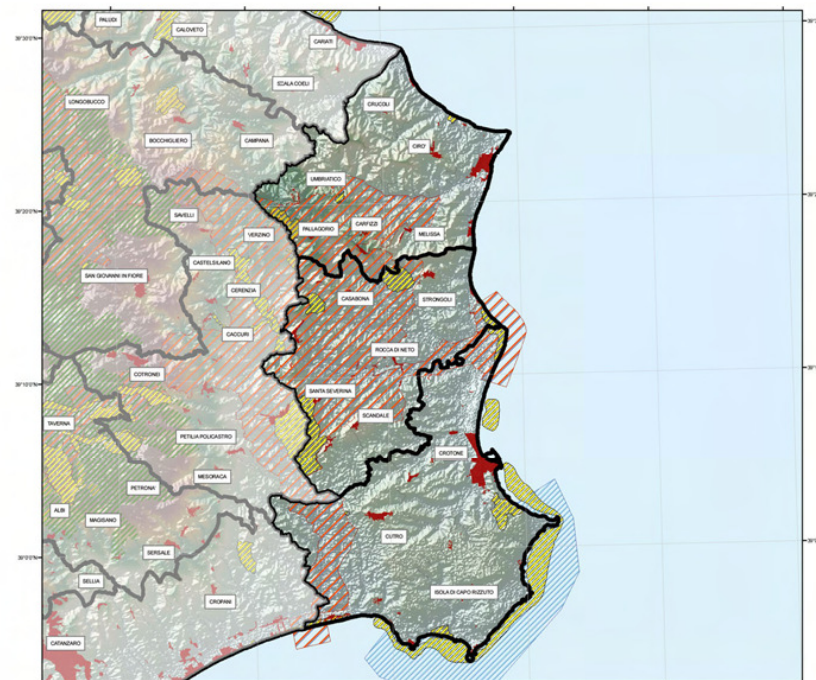 PALUDI
CALOVETO
CARIATI
SCALA COELI
LONGOBUCCO
CRUCOLI
BOCCHIGLIERO
CAMPANA
CIRO'
UMBRIATICO
SAVELLI
VERZINO
PALLAGORIO
CARFIZZI
MELISSA
CASTELSILANO
SAN GIOVANNI IN FIORE
CERENZIA
CASABONA
STRONGOLI
CACCURI
ROCCA DI NETO
COTRONEI
SANTA SEVERINA
TAVERNA
SCANDALE
PETILIA POLICASTRO
CROTONE
MESORACA
PETRONA'
ALBI
MAGISANO
CUTRO
SERSALE
SELLIA
ISOLA DI CAPO RIZZUTO
CROPANI
CATANZARO